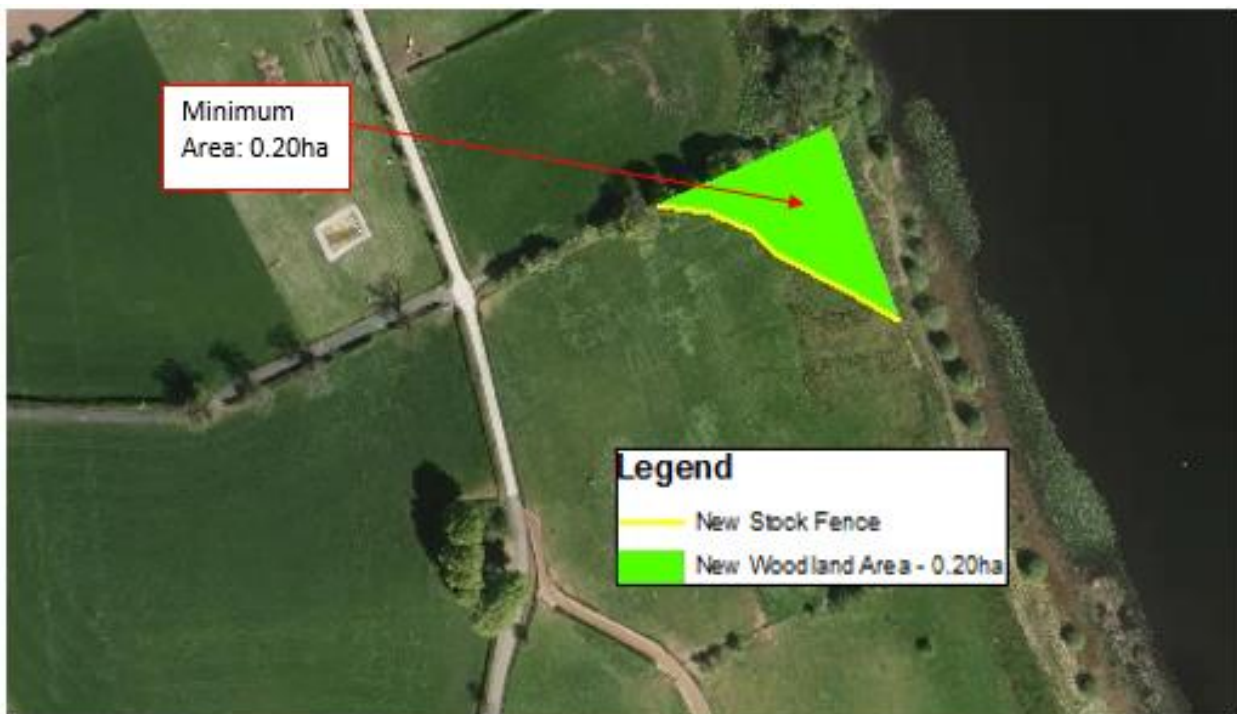 Minimum
Area: 0.20ha
Legend
New Stock Fence
New Woodland Area - 0.20ha